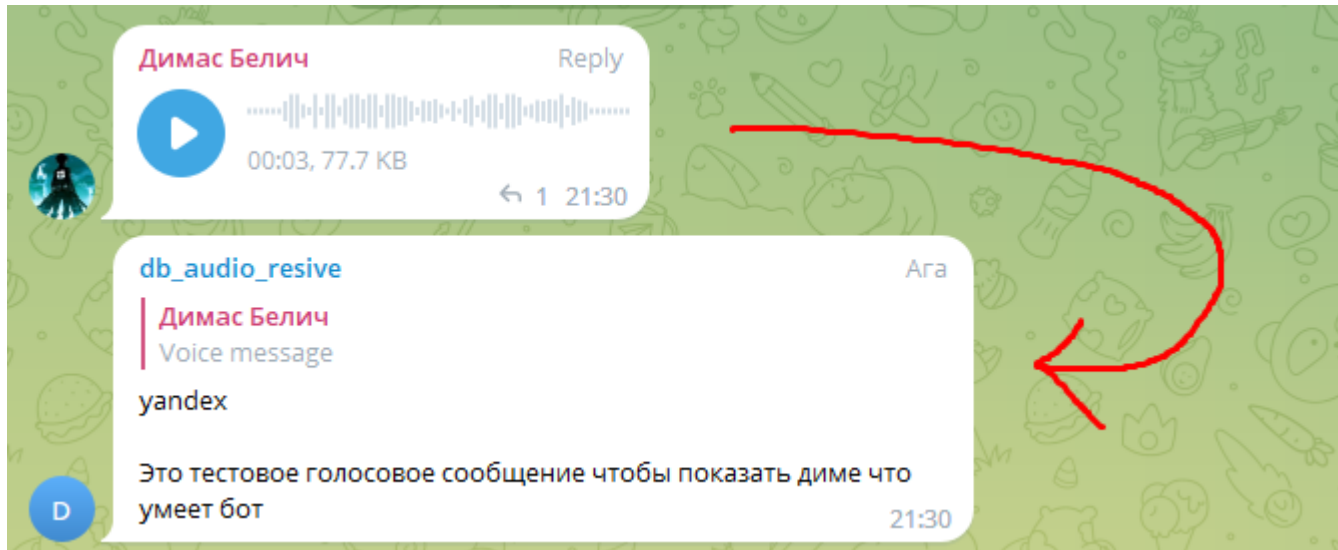 Димас Белич Reply
00:03, 77.7 KB
1 21:30
db_audio_resive Ага
Димас Белич
Voice message
yandex
Это тестовое голосовое сообщение чтобы показать диме что
умеет бот
D 21:30